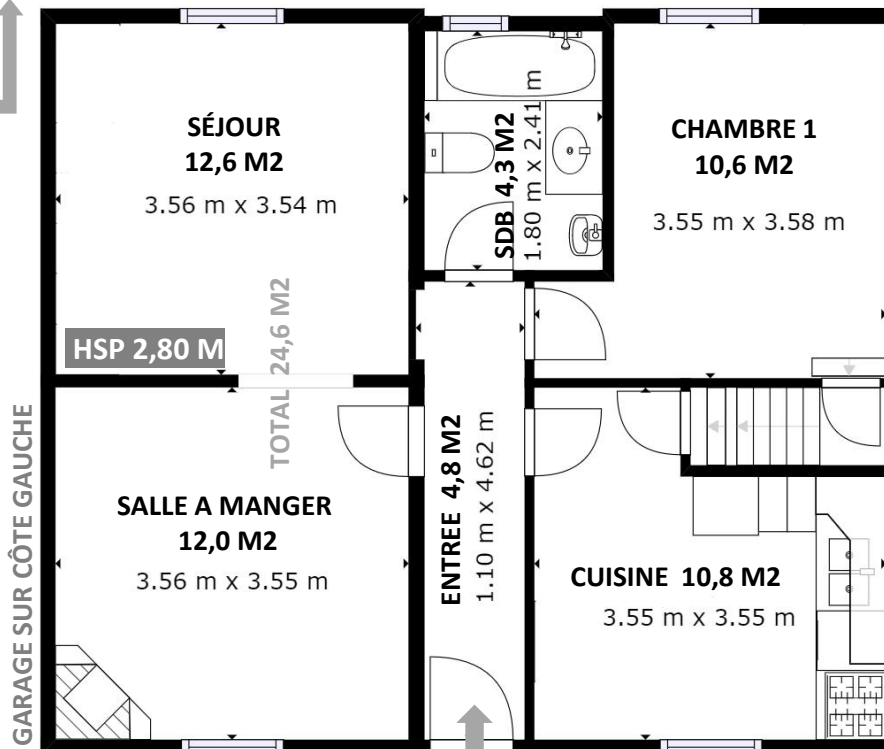 SÉJOUR
12,6 M2
3.56 m x 3.54 m
HSP 2,80 M
TOTAL 24,6 M2
SDB 4,3 M2
1.80 m x 2.41 m
CHAMBRE 1
10,6 M2
3.55 m x 3.58 m
GARAGE SUR CÔTE GAUCHE
SALLE A MANGER
12,0 M2
3.56 m x 3.55 m
ENTREE 4,8 M2
1.10 m x 4.62 m
CUISINE 10,8 M2
3.55 m x 3.55 m